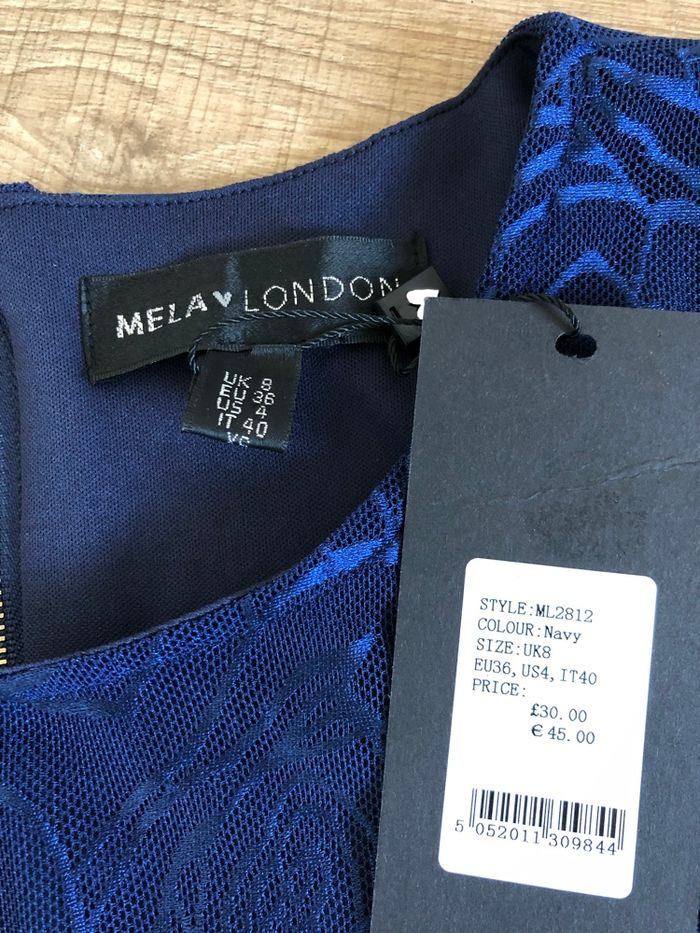 MELA♥LONDON
UK 8
EU 36
US 4
IT 40
STYLE:ML2812
COLOUR:Navy
SIZE:UK8
EU36,US4,IT40
PRICE:
£30.00
€45.00
5 052011 309844